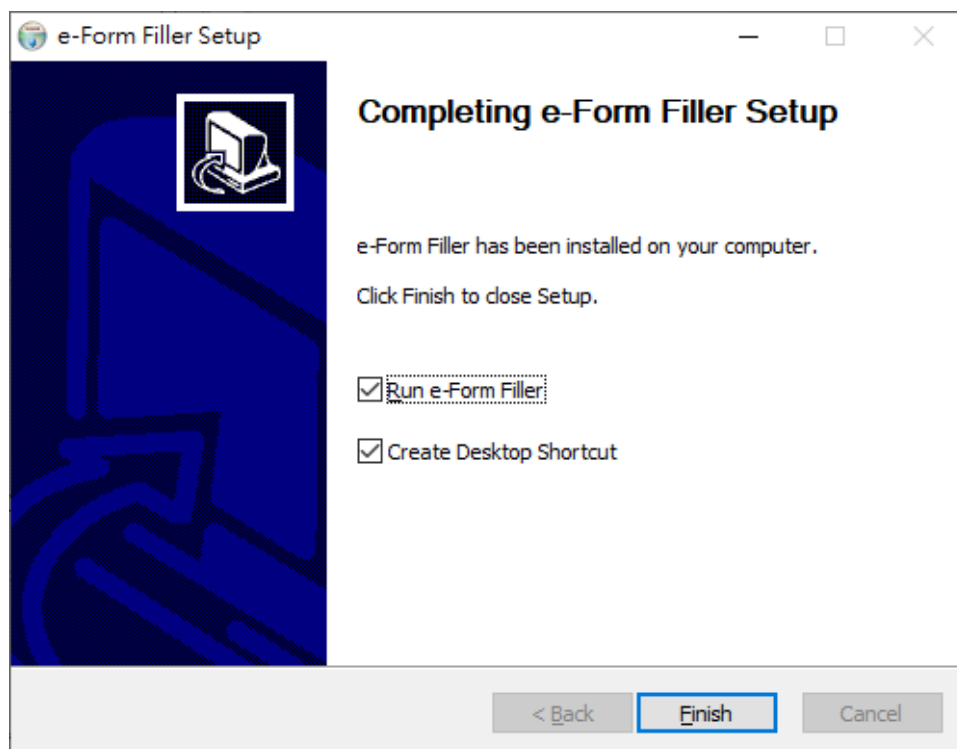 e-Form Filler Setup
Completing e-Form Filler Setup
e-Form Filler has been installed on your computer.
Click Finish to close Setup.
Run e-Form Filler
Create Desktop Shortcut
< Back Finish Cancel